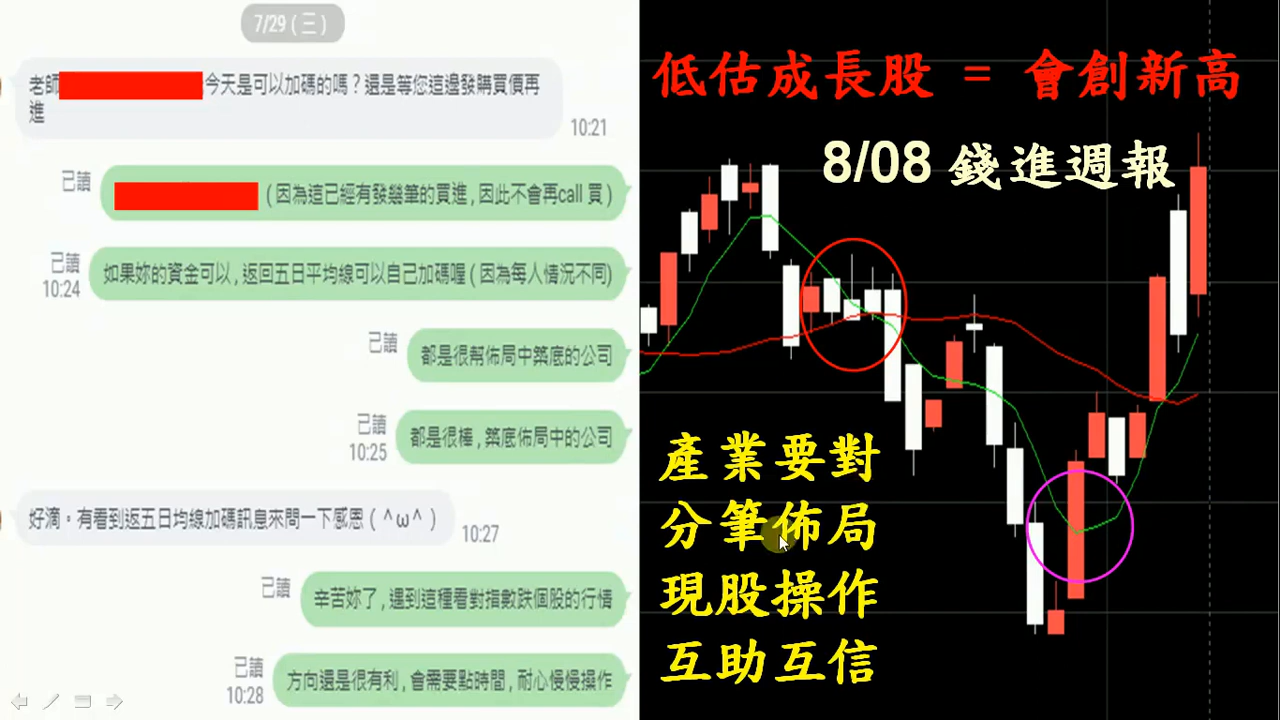 7/29 ( 三 )
老師 今天是可以加碼的嗎？還是等您這邊發購買價再
進
10:21
已讀
( 因為這已經有發幾筆的買進 , 因此不會再call 買 )
已讀
10:24
如果妳的資金可以 , 返回五日平均線可以自己加碼喔 ( 因為每人情況不同)
已讀
都是很幫佈局中築底的公司
已讀
10:25
都是很棒 , 築底佈局中的公司
好滴。有看到返五日均線加碼訊息來問一下感恩 ( ^ω^ )
10:27
已讀
辛苦妳了 , 遇到這種看對指數跌個股的行情
已讀
10:28
方向還是很有利 , 會需要點時間 , 耐心慢慢操作
低估成長股 = 會創新高
8/08 錢進週報
產業要對
分筆佈局
現股操作
互助互信